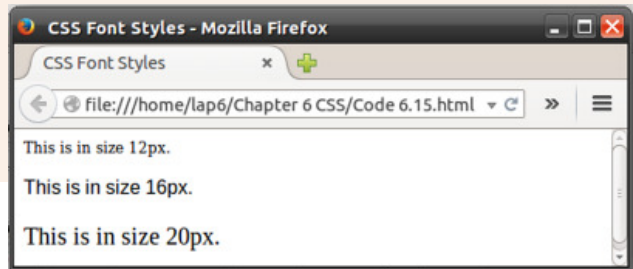 CSS Font Styles - Mozilla Firefox
CSS Font Styles
file:///home/lap6/Chapter 6 CSS/Code 6.15.html
This is in size 12px.
This is in size 16px.
This is in size 20px.